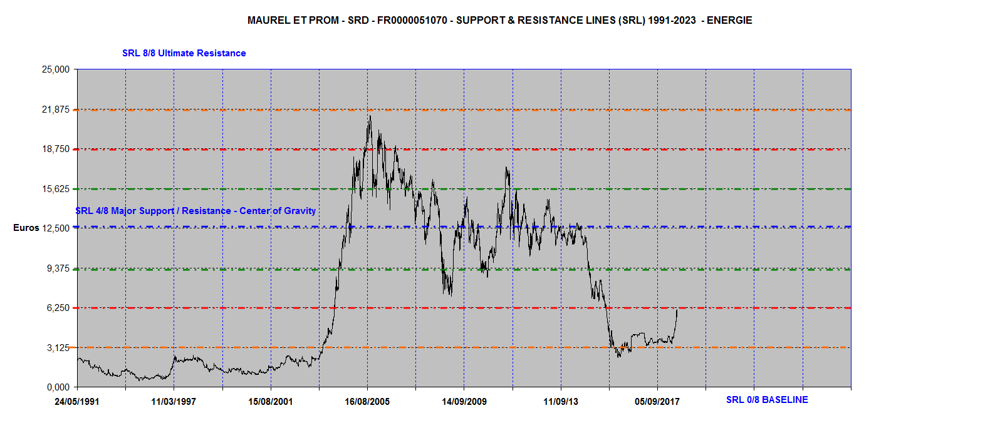 MAUREL ET PROM - SRD - FR0000051070 - SUPPORT & RESISTANCE LINES (SRL) 1991-2023 - ENERGIE
SRL 8/8 Ultimate Resistance
25,000
21,875
18,750
15,625
SRL 4/8 Major Support / Resistance - Center of Gravity
Euros 12,500
9,375
6,250
3,125
0,000
24/05/1991 11/03/1997 15/08/2001 16/08/2005 14/09/2009 11/09/13 05/09/2017 SRL 0/8 BASELINE